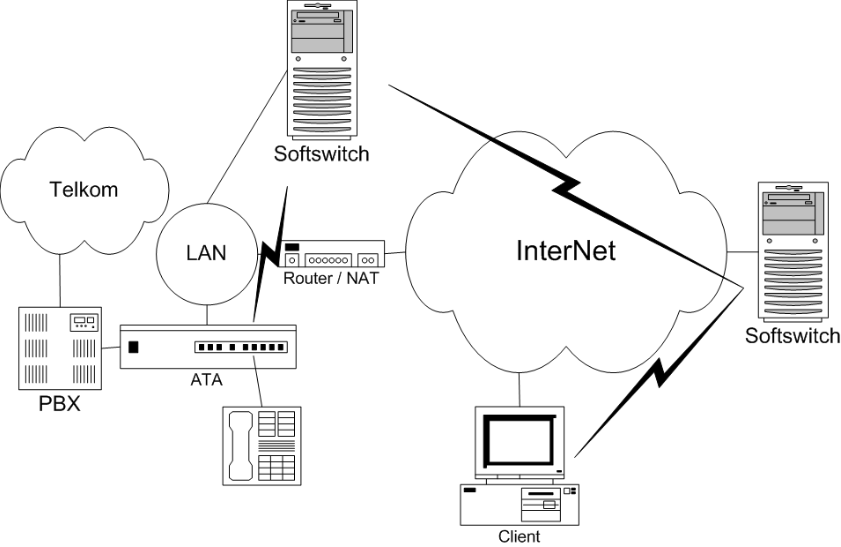 Softswitch
Telkom
LAN
InterNet
Router / NAT
Softswitch
ATA
PBX
Client